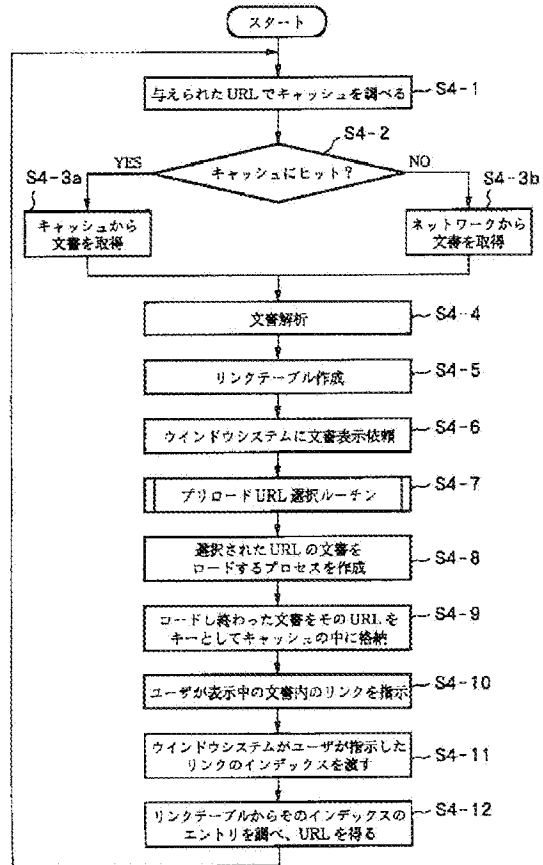 スタート
与えられたURLでキャッシュを調べる
S4-1
S4-2
キャッシュにヒット？
YES
NO
S4-3a
S4-3b
キャッシュから
文書を取得
ネットワークから
文書を取得
文書解析
S4-4
リンクテーブル作成
S4-5
ウインドウシステムに文書表示依頼
S4-6
プリロードURL選択ルーチン
S4-7
選択されたURLの文書を
ロードするプロセスを作成
S4-8
ロードし終わった文書をそのURLを
キーとしてキャッシュの中に格納
S4-9
ユーザが表示中の文書内のリンクを指示
S4-10
ウインドウシステムがユーザが指示した
リンクのインデックスを渡す
S4-11
リンクテーブルからそのインデックスの
エントリを調べ、URLを得る
S4-12